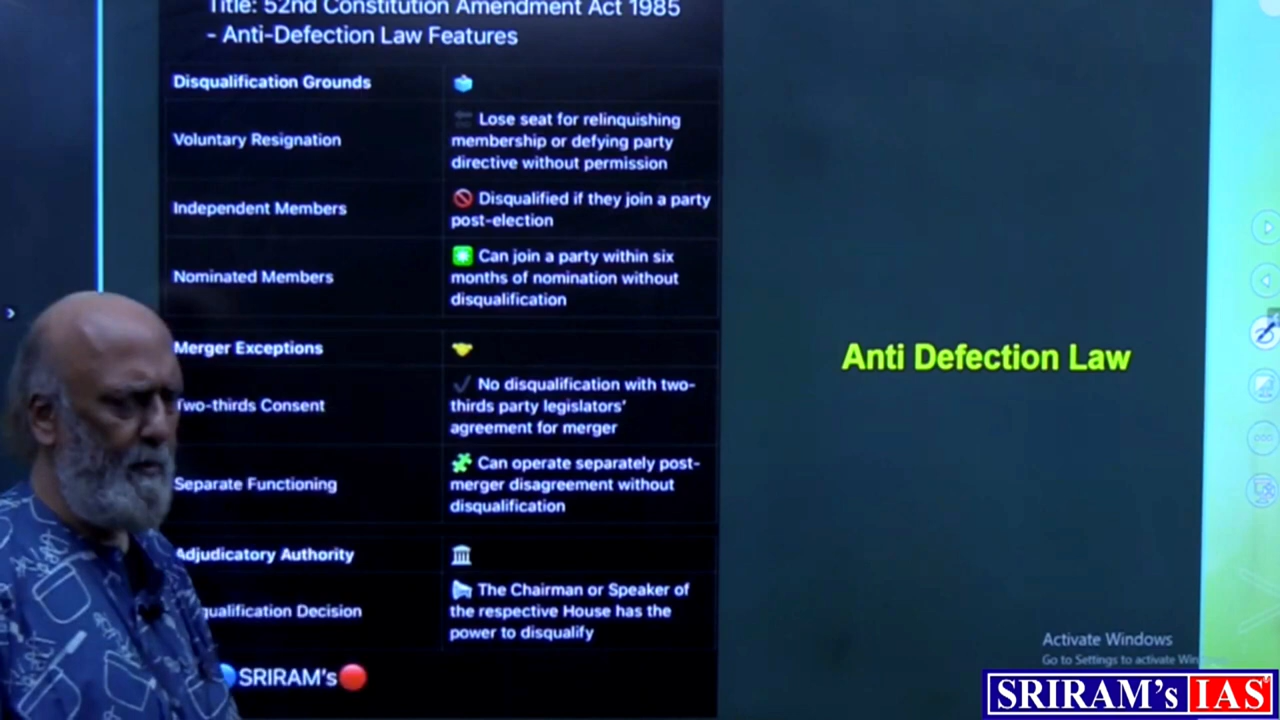 Title: 52nd Constitution Amendment Act 1985
- Anti-Defection Law Features
Disqualification Grounds
Voluntary Resignation
Lose seat for relinquishing
membership or defying party
directive without permission
Independent Members
Disqualified if they join a party
post-election
Nominated Members
Can join a party within six
months of nomination without
disqualification
Merger Exceptions
Two-thirds Consent
No disqualification with two-
thirds party legislators'
agreement for merger
Separate Functioning
Can operate separately post-
merger disagreement without
disqualification
Adjudicatory Authority
qualification Decision
The Chairman or Speaker of
the respective House has the
power to disqualify
SRIRAM's
Anti Defection Law
Activate Windows
Go to Settings to activate Win
SRIRAM's IAS